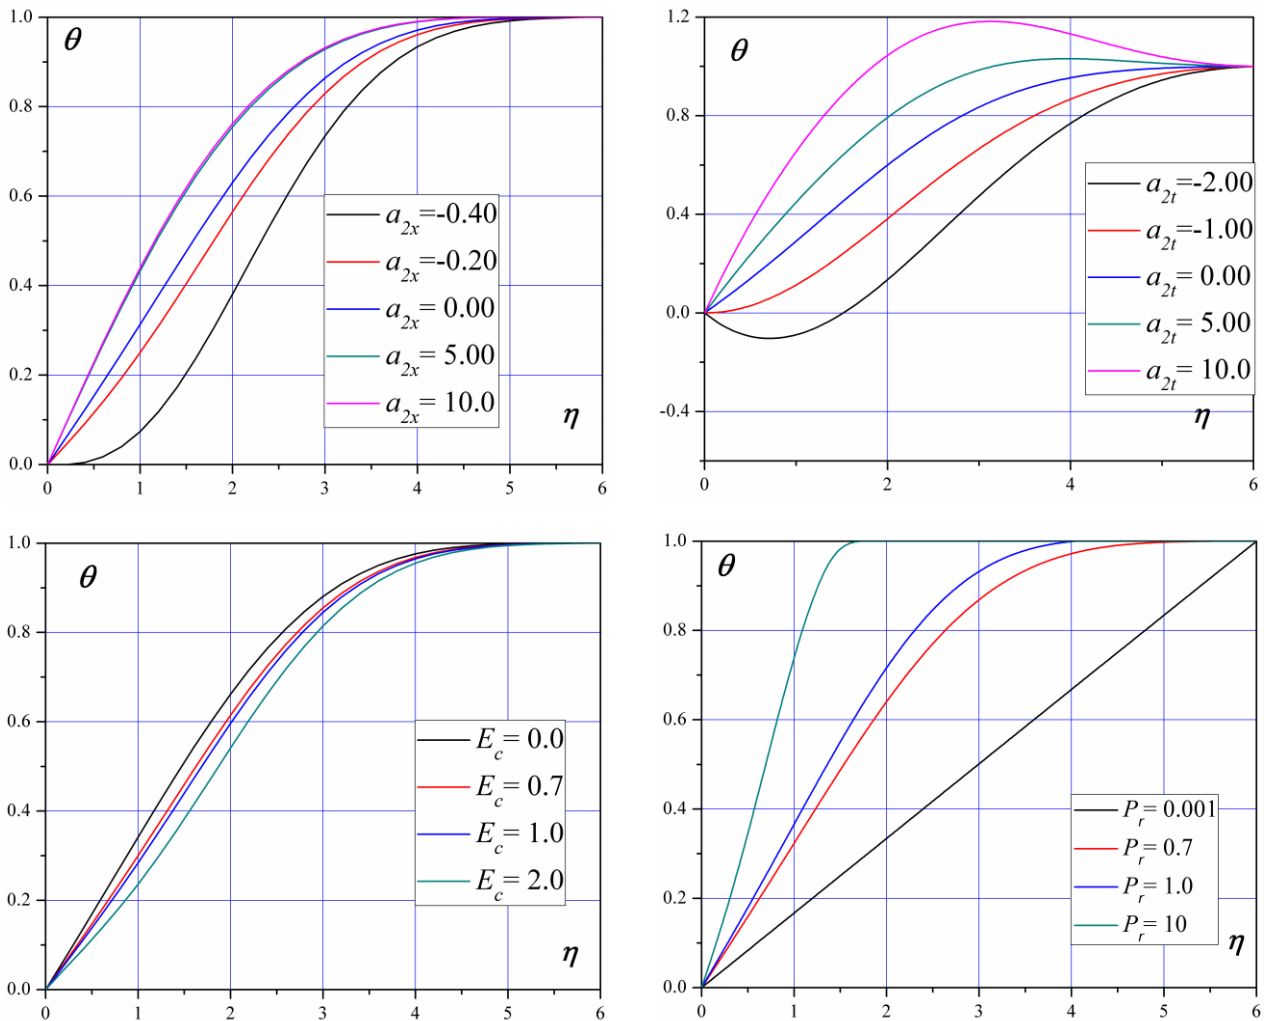 1.0
0.8
0.6
0.4
0.2
0.0
θ
a2x=-0.40
a2x=-0.20
a2x= 0.00
a2x= 5.00
a2x= 10.0
η
0 1 2 3 4 5 6
1.2
0.8
0.4
0.0
-0.4
θ
a2t=-2.00
a2t=-1.00
a2t= 0.00
a2t= 5.00
a2t= 10.0
η
0 2 4 6
1.0
0.8
0.6
0.4
0.2
0.0
θ
Ec= 0.0
Ec= 0.7
Ec= 1.0
Ec= 2.0
η
0 1 2 3 4 5 6
1.0
0.8
0.6
0.4
0.2
0.0
θ
Pr= 0.001
Pr= 0.7
Pr= 1.0
Pr= 10
η
0 1 2 3 4 5 6